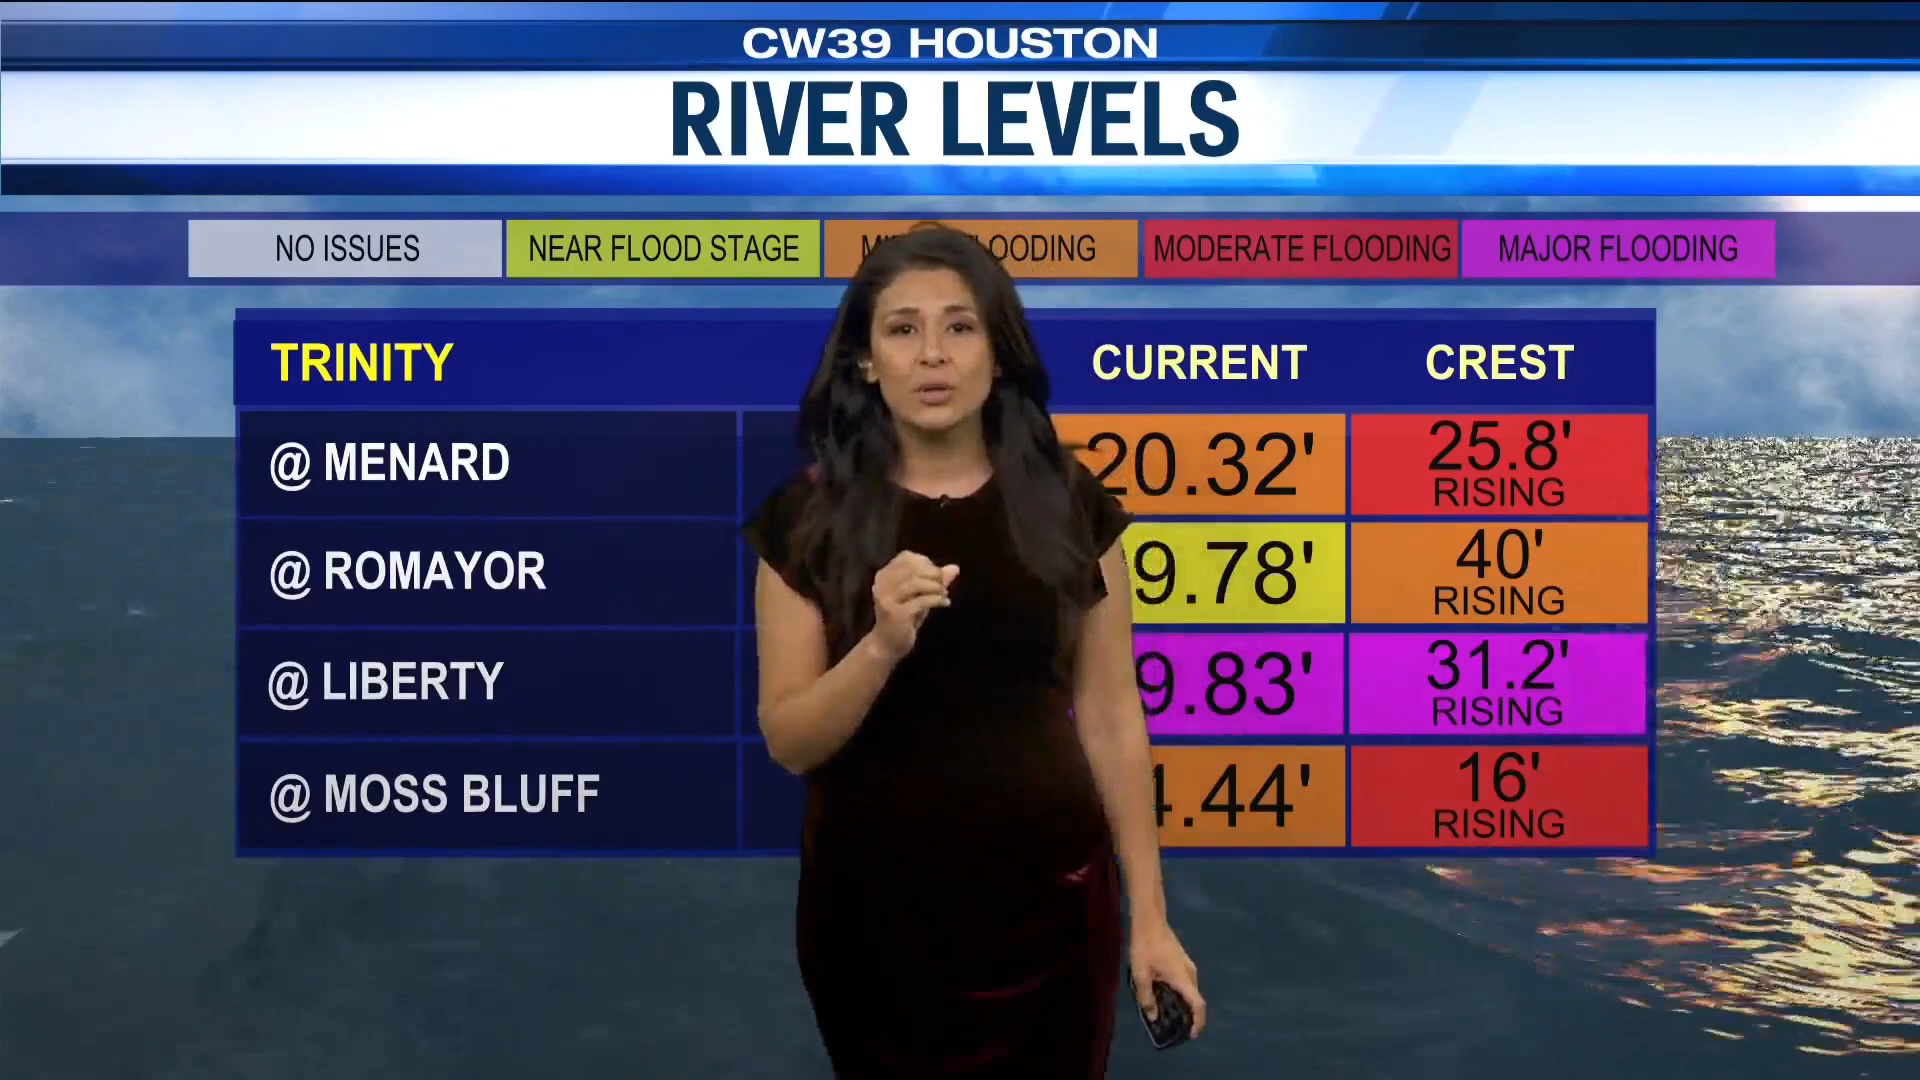 CW39 HOUSTON
RIVER LEVELS
NO ISSUES NEAR FLOOD STAGE FLOODING MODERATE FLOODING MAJOR FLOODING
TRINITY CURRENT CREST
@ MENARD 20.32' 25.8' RISING
@ ROMAYOR 9.78' 40' RISING
@ LIBERTY 9.83' 31.2' RISING
@ MOSS BLUFF .44' 16' RISING